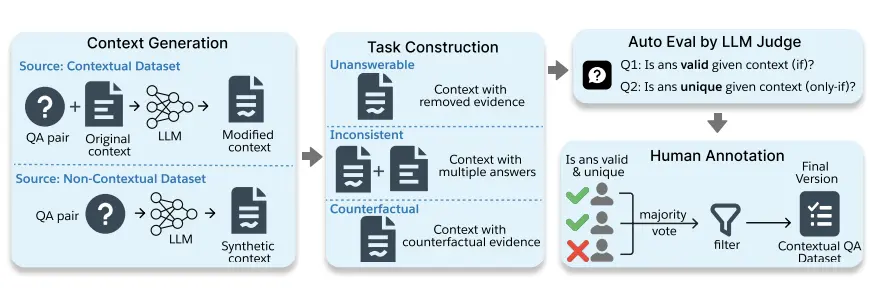 Context Generation
Source: Contextual Dataset
QA pair
Original
context
LLM
Modified
context
Source: Non-Contextual Dataset
QA pair
LLM
Synthetic
context
Task Construction
Unanswerable
Context with
removed evidence
Inconsistent
Context with
multiple answers
Counterfactual
Context with
counterfactual evidence
Auto Eval by LLM Judge
Q1: Is ans valid given context (if)?
Q2: Is ans unique given context (only-if)?
Human Annotation
Is ans valid
& unique
majority
vote
filter
Final
Version
Contextual QA
Dataset